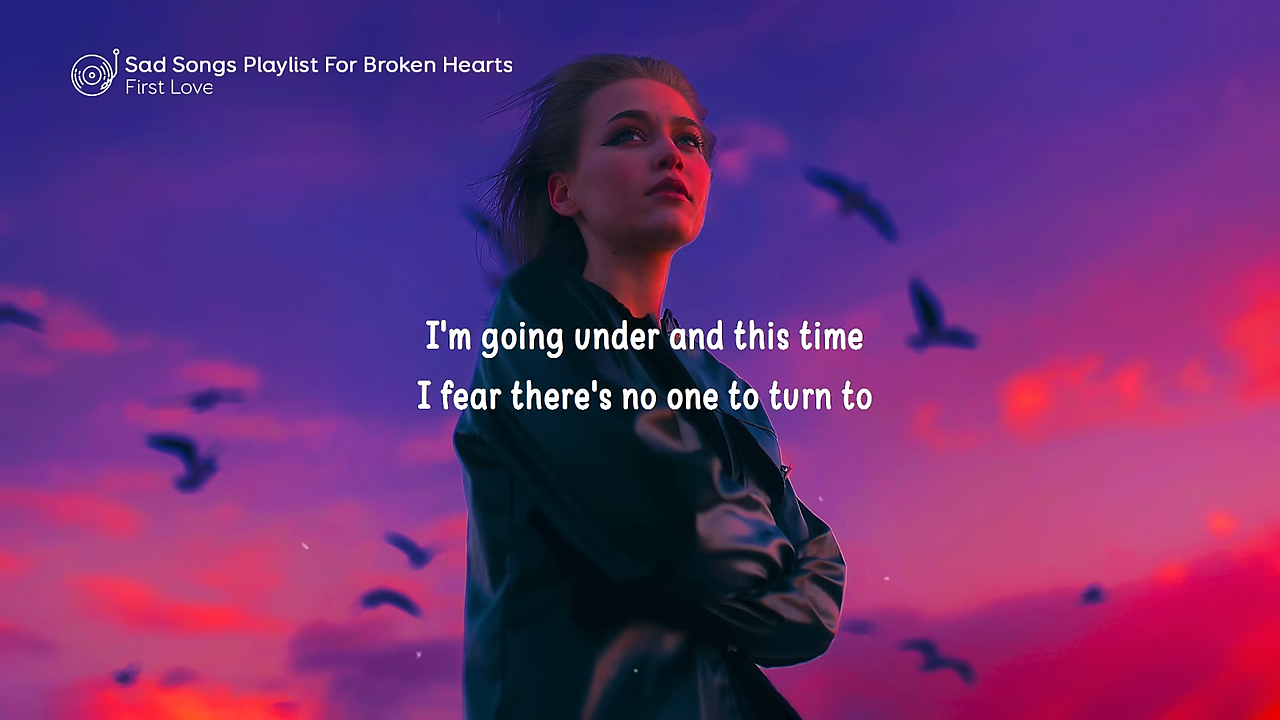 Sad Songs Playlist For Broken Hearts
First Love
I'm going under and this time
I fear there's no one to turn to